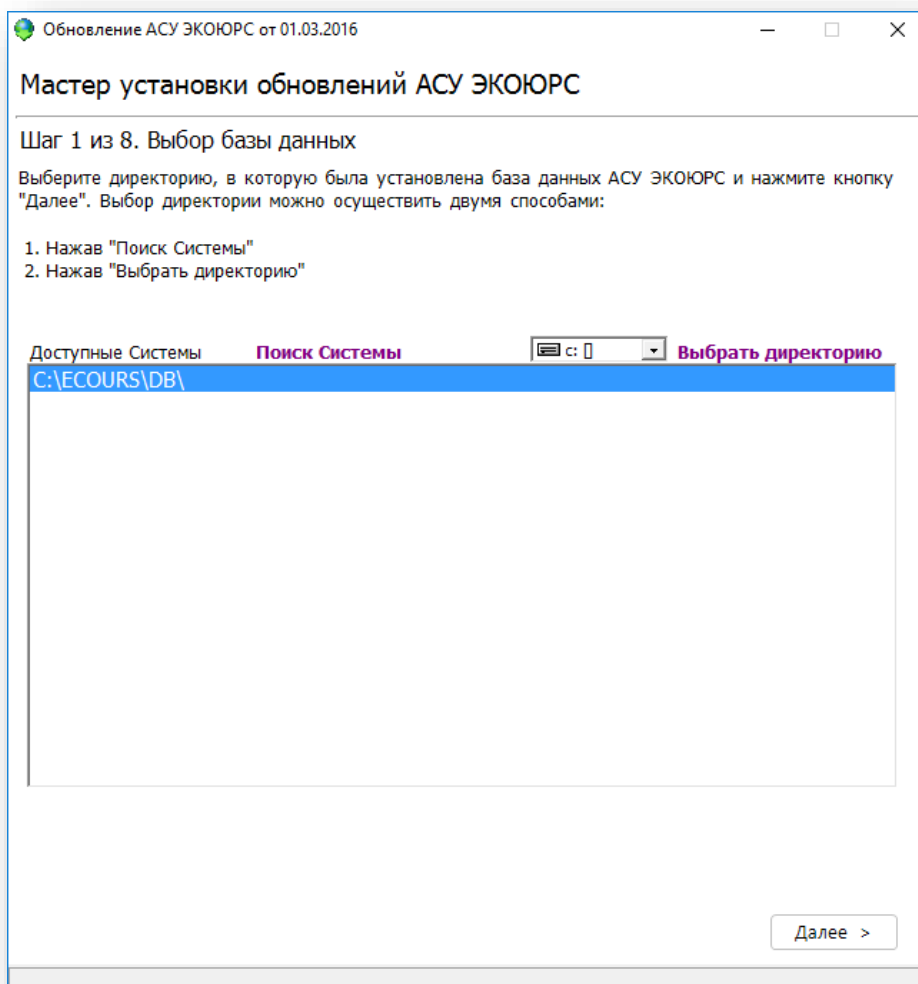 Обновление АСУ ЭКОЮРС от 01.03.2016
Мастер установки обновлений АСУ ЭКОЮРС
Шаг 1 из 8. Выбор базы данных
Выберите директорию, в которую была установлена база данных АСУ ЭКОЮРС и нажмите кнопку
"Далее". Выбор директории можно осуществить двумя способами:
1. Нажав "Поиск Системы"
2. Нажав "Выбрать директорию"
Доступные Системы Поиск Системы c: [] Выбрать директорию
C:\ECOURS\DB\
Далее >